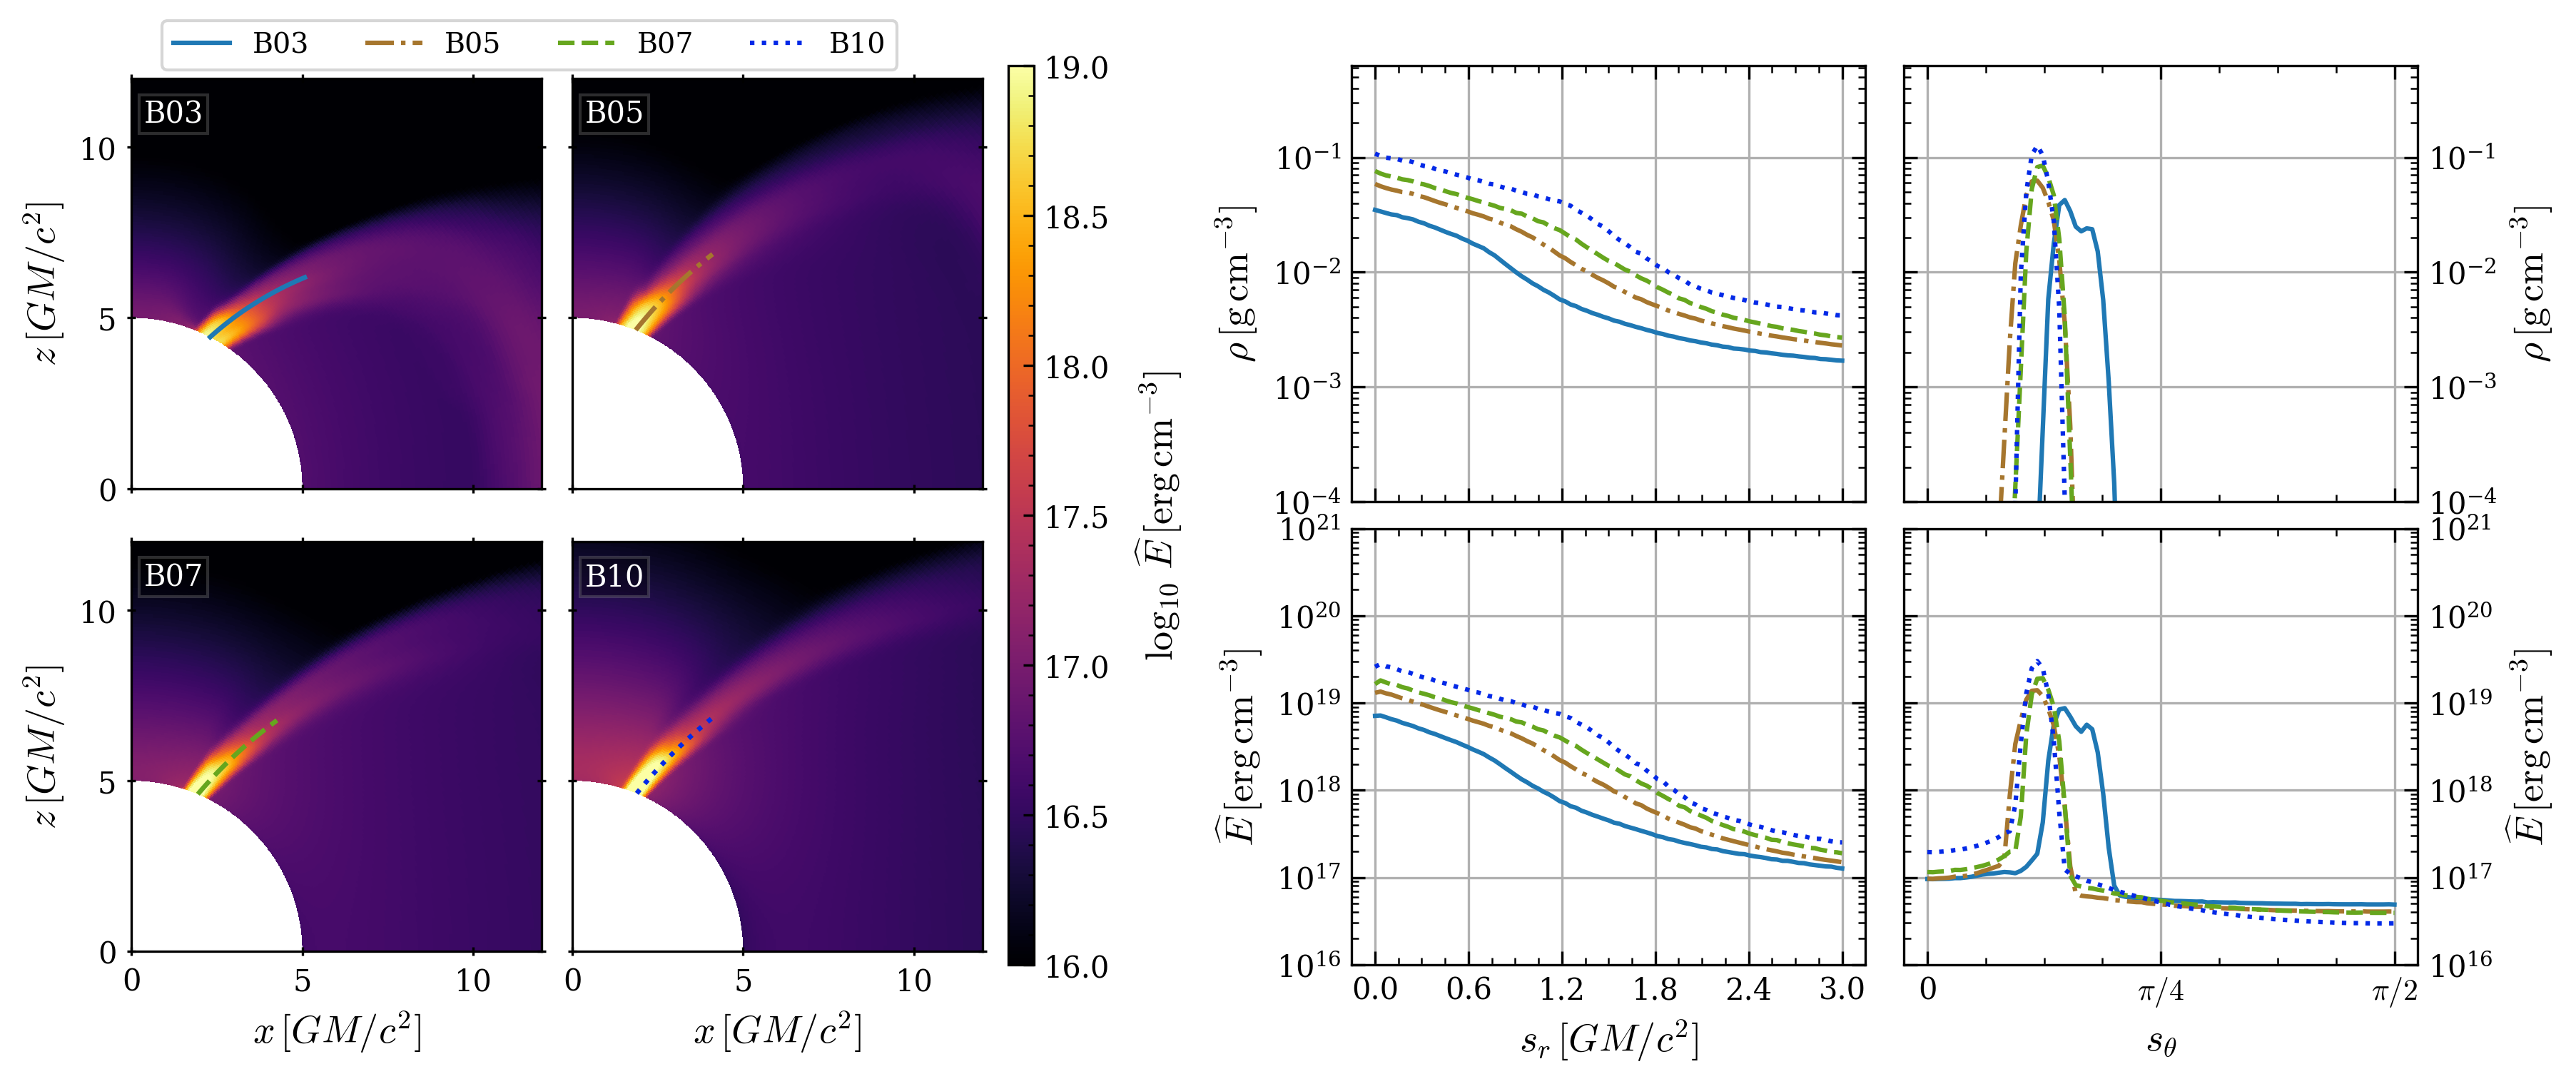 B03 B05 B07 B10
B03
B05
10
5
0
z [GM/c²]
B07
B10
10
5
0
z [GM/c²]
0 5 10
0 5 10
x [GM/c²]
x [GM/c²]
19.0
18.5
18.0
17.5
17.0
16.5
16.0
log₁₀ Ê [erg cm⁻³]
10⁻¹
10⁻²
10⁻³
10⁻⁴
ρ [g cm⁻³]
10⁻¹
10⁻²
10⁻³
10⁻⁴
ρ [g cm⁻³]
10²¹
10²⁰
10¹⁹
10¹⁸
10¹⁷
10¹⁶
Ê [erg cm⁻³]
10²¹
10²⁰
10¹⁹
10¹⁸
10¹⁷
10¹⁶
Ê [erg cm⁻³]
0.0 0.6 1.2 1.8 2.4 3.0
s_r [GM/c²]
0 π/4 π/2
s_θ